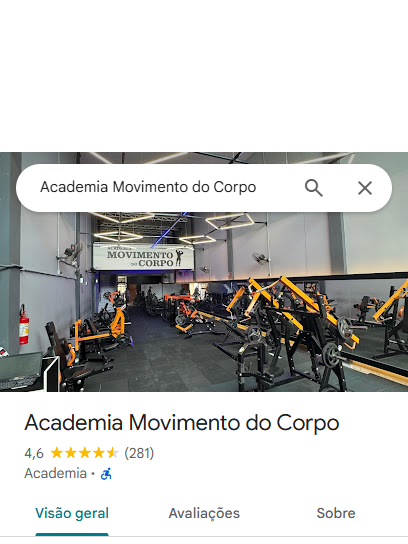 Academia Movimento do Corpo
ACADEMIA
MOVIMENTO
DO CORPO
Academia Movimento do Corpo
4,6 (281)
Academia ·
Visão geral Avaliações Sobre